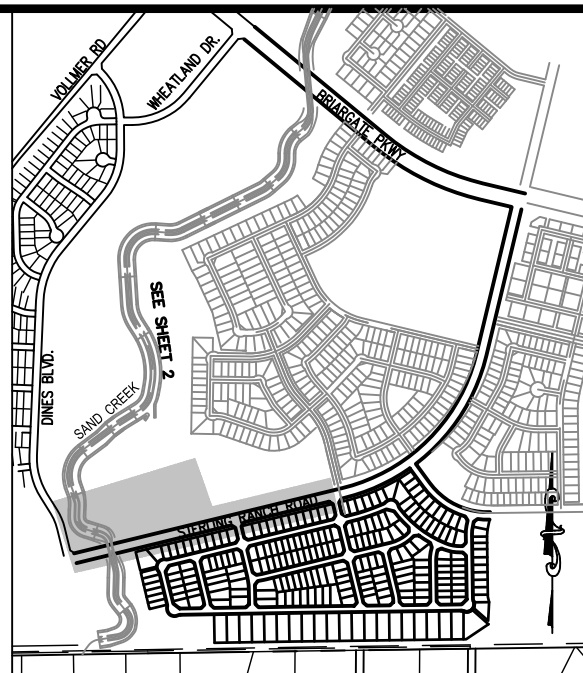 VOLLMER RD
WHEATLAND DR.
BRIARGATE PKWY
SEE SHEET 2
DINES BLVD.
SAND CREEK
STERLING RANCH ROAD